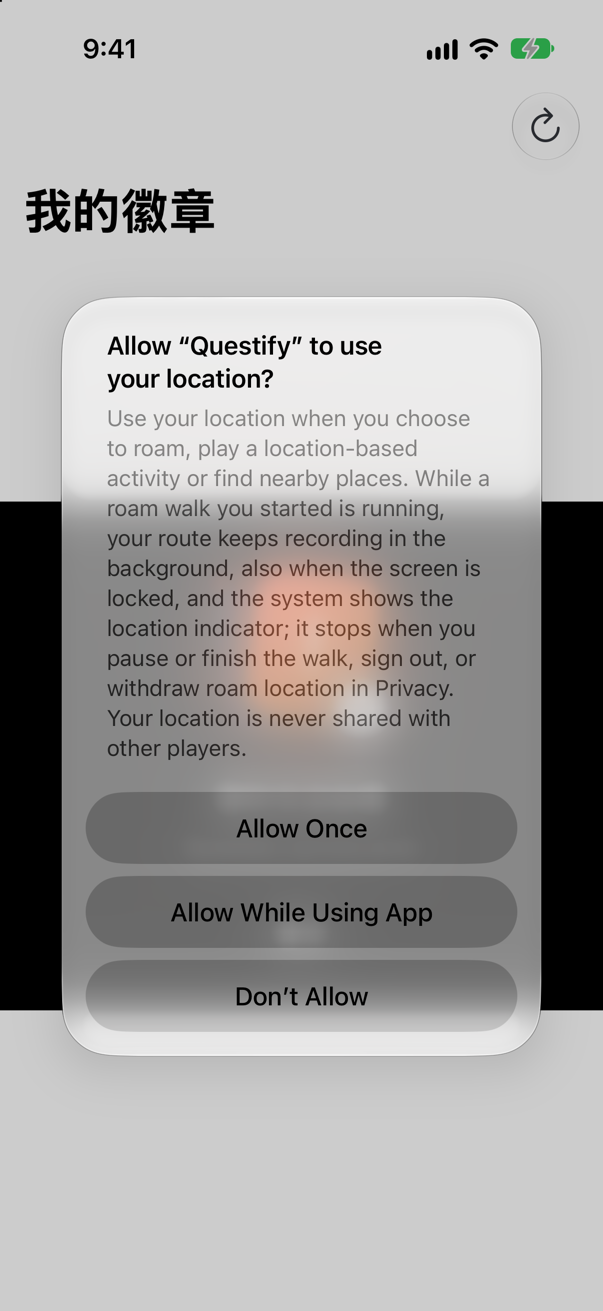 9:41
我的徽章
Allow “Questify” to use
your location?
Use your location when you choose
to roam, play a location-based
activity or find nearby places. While a
roam walk you started is running,
your route keeps recording in the
background, also when the screen is
locked, and the system shows the
location indicator; it stops when you
pause or finish the walk, sign out, or
withdraw roam location in Privacy.
Your location is never shared with
other players.
Allow Once
Allow While Using App
Don’t Allow